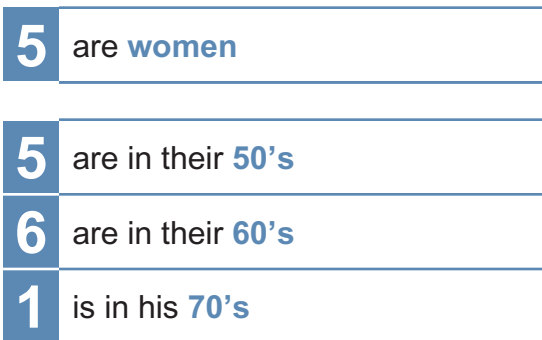 5 are women
5 are in their 50’s
6 are in their 60’s
1 is in his 70’s